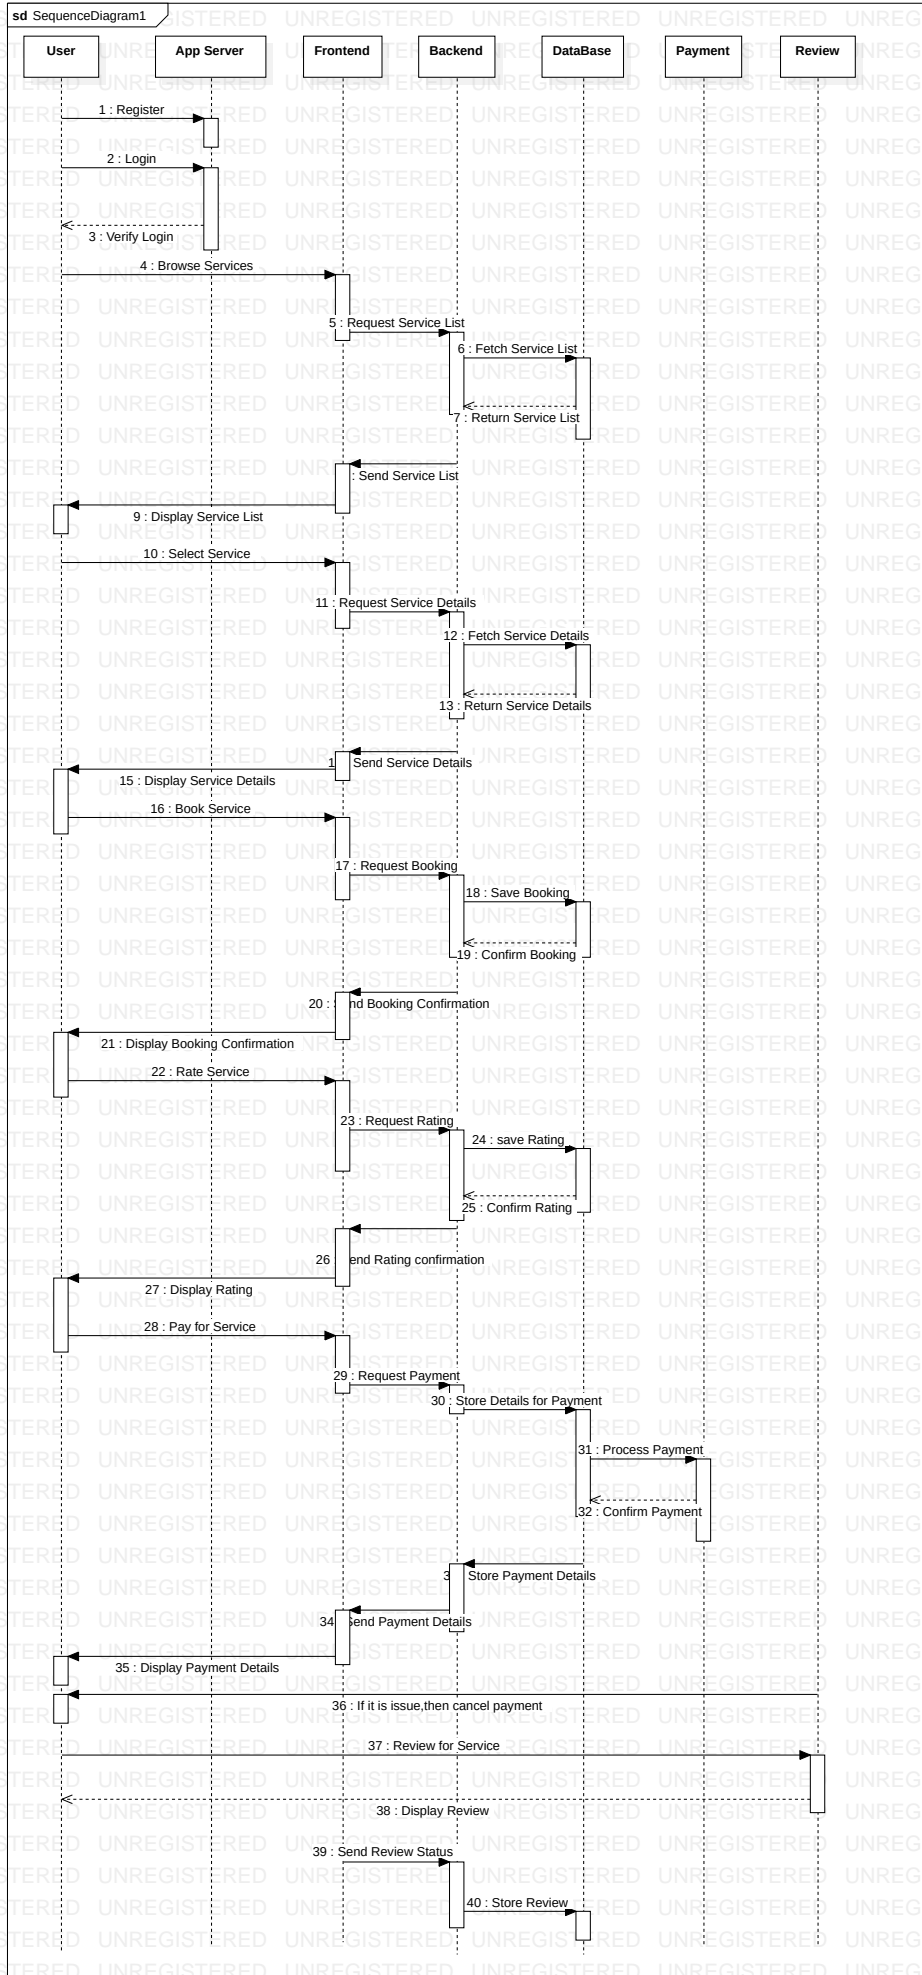 sd SequenceDiagram1
User
App Server
Frontend
Backend
DataBase
Payment
Review
1 : Register
2 : Login
3 : Verify Login
4 : Browse Services
5 : Request Service List
6 : Fetch Service List
7 : Return Service List
: Send Service List
9 : Display Service List
10 : Select Service
11 : Request Service Details
12 : Fetch Service Details
13 : Return Service Details
1 Send Service Details
15 : Display Service Details
16 : Book Service
17 : Request Booking
18 : Save Booking
19 : Confirm Booking
20 : Booking Confirmation
21 : Display Booking Confirmation
22 : Rate Service
23 : Request Rating
24 : save Rating
25 : Confirm Rating
26 Rating confirmation
27 : Display Rating
28 : Pay for Service
29 : Request Payment
30 : Store Details for Payment
31 : Process Payment
32 : Confirm Payment
3 Store Payment Details
34 Send Payment Details
35 : Display Payment Details
36 : If it is issue,then cancel payment
37 : Review for Service
38 : Display Review
39 : Send Review Status
40 : Store Review
UNREGISTERED